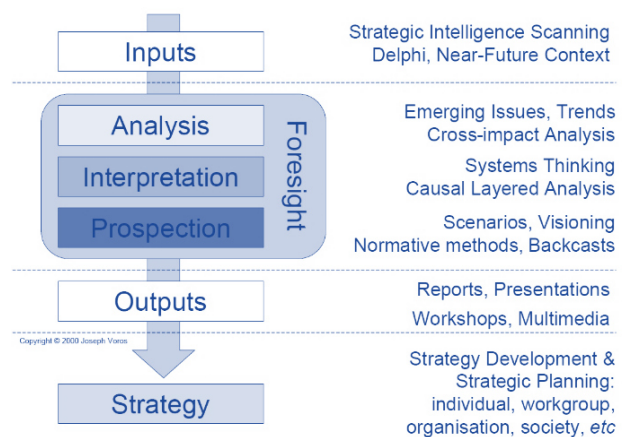 Strategic Intelligence Scanning
Inputs
Delphi, Near-Future Context
Analysis
Emerging Issues, Trends
Cross-impact Analysis
Foresight
Interpretation
Systems Thinking
Causal Layered Analysis
Prospection
Scenarios, Visioning
Normative methods, Backcasts
Outputs
Reports, Presentations
Workshops, Multimedia
Copyright © 2000 Joseph Voros
Strategy
Strategy Development &
Strategic Planning:
individual, workgroup,
organisation, society, etc